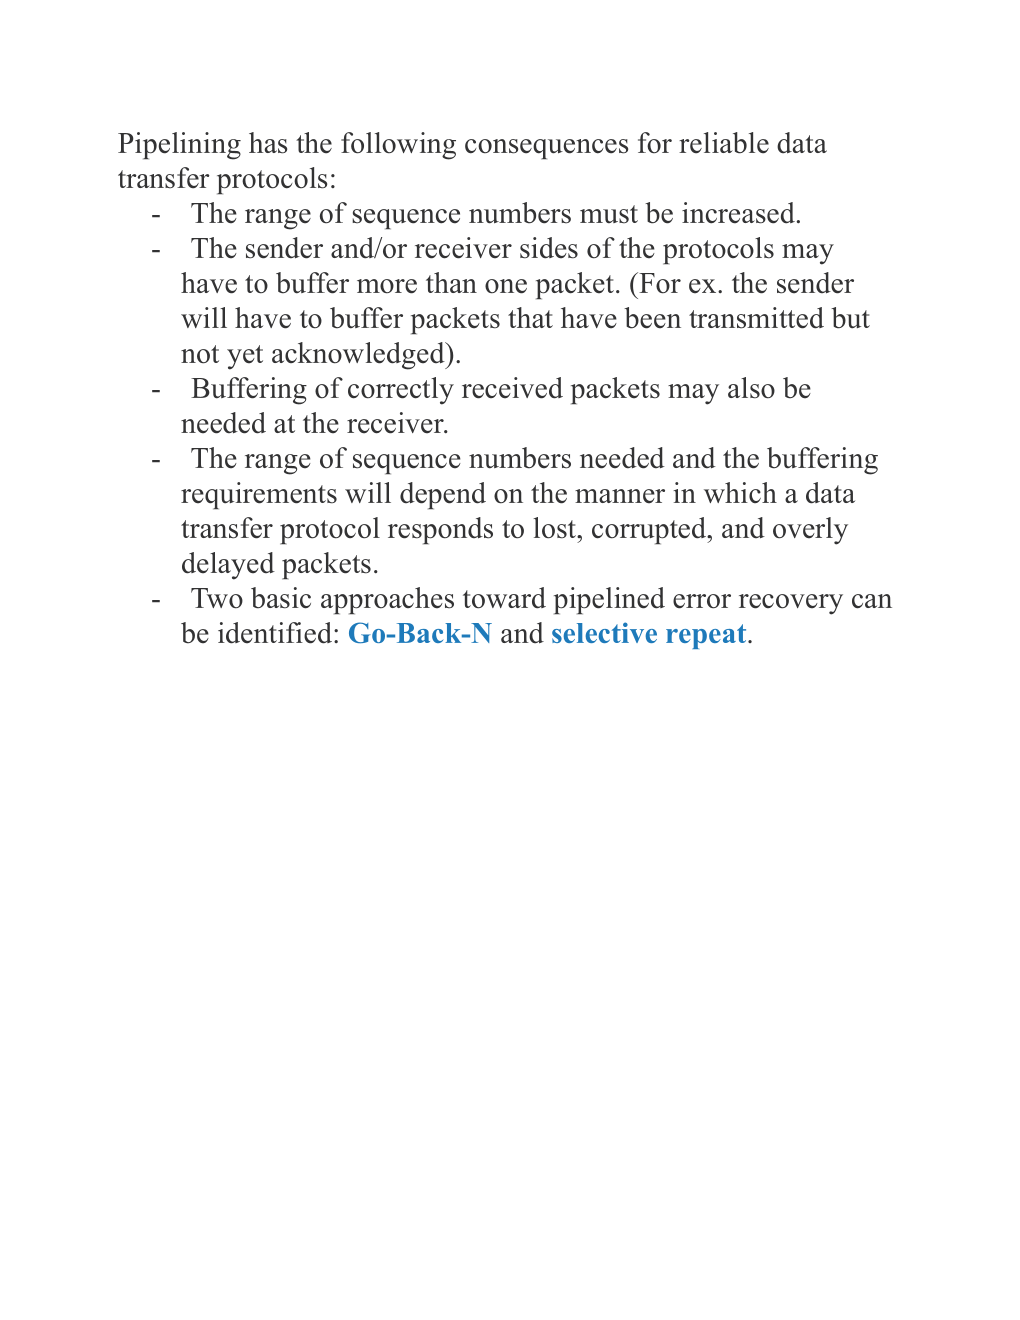 Pipelining has the following consequences for reliable data
transfer protocols:
- The range of sequence numbers must be increased.
- The sender and/or receiver sides of the protocols may
have to buffer more than one packet. (For ex. the sender
will have to buffer packets that have been transmitted but
not yet acknowledged).
- Buffering of correctly received packets may also be
needed at the receiver.
- The range of sequence numbers needed and the buffering
requirements will depend on the manner in which a data
transfer protocol responds to lost, corrupted, and overly
delayed packets.
- Two basic approaches toward pipelined error recovery can
be identified: Go-Back-N and selective repeat.